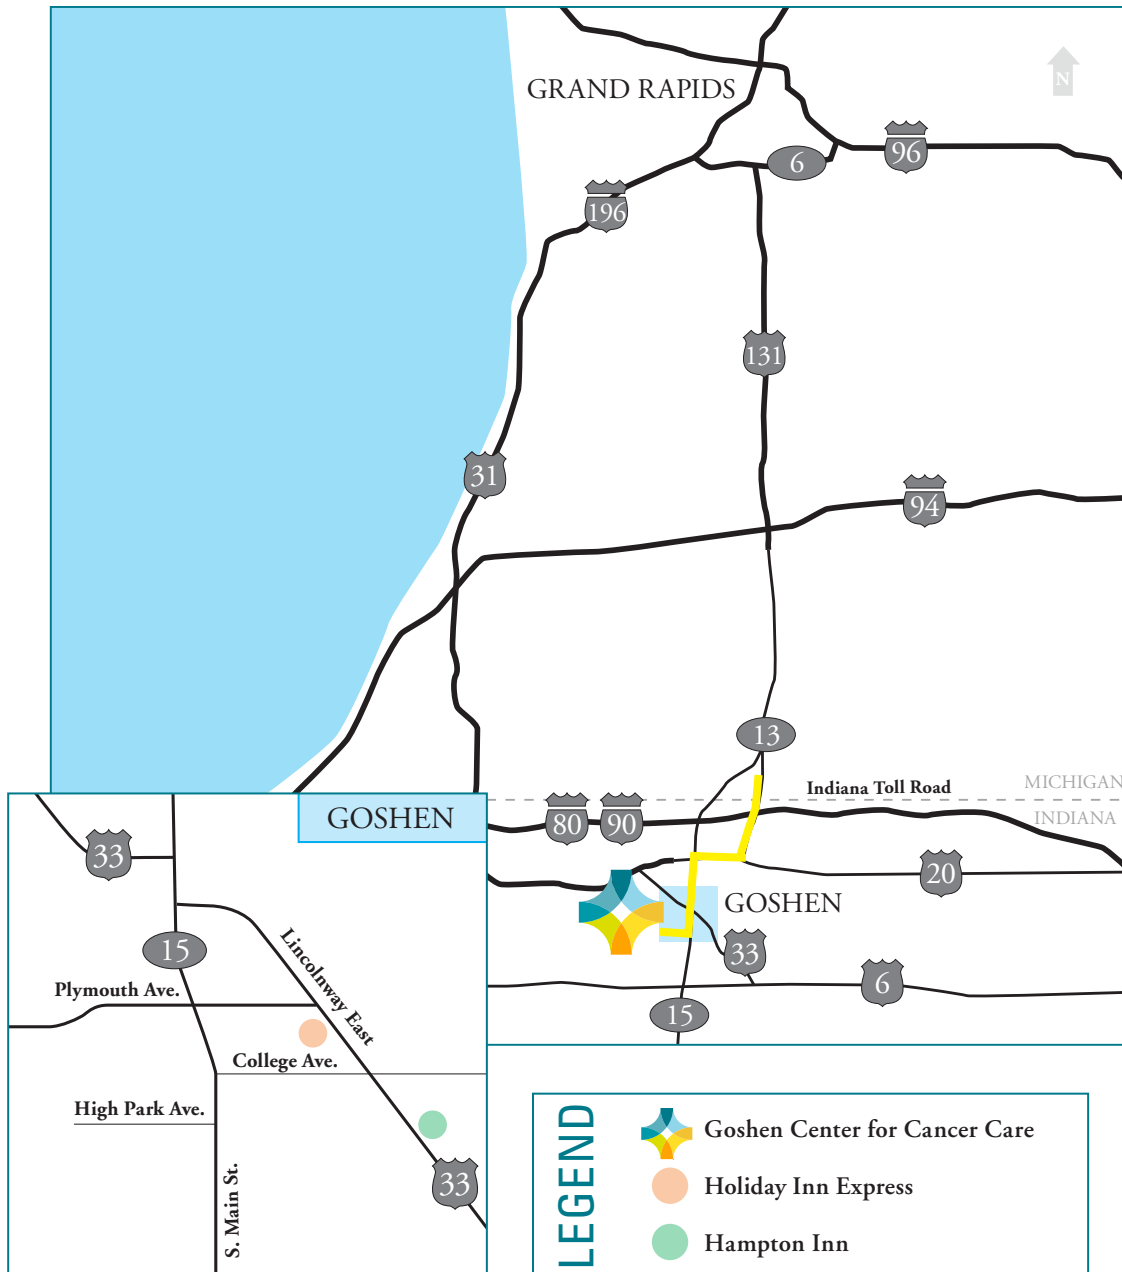 N
GRAND RAPIDS
96
6
196
131
31
94
13
Indiana Toll Road
MICHIGAN
INDIANA
80
90
20
GOSHEN
33
6
15
GOSHEN
33
15
Lincolnway East
Plymouth Ave.
College Ave.
High Park Ave.
S. Main St.
33
LEGEND
Goshen Center for Cancer Care
Holiday Inn Express
Hampton Inn